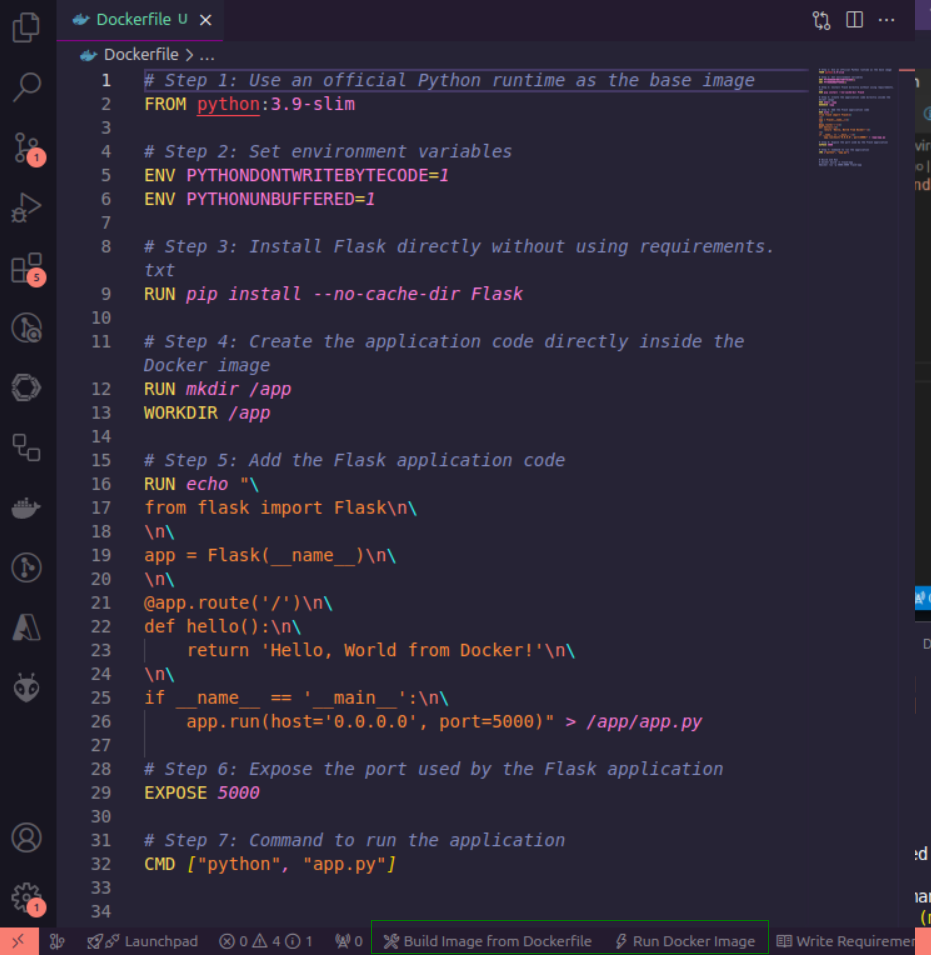 Dockerfile U
Dockerfile > ...
1 # Step 1: Use an official Python runtime as the base image
2 FROM python:3.9-slim
3
4 # Step 2: Set environment variables
5 ENV PYTHONDONTWRITEBYTECODE=1
6 ENV PYTHONUNBUFFERED=1
7
8 # Step 3: Install Flask directly without using requirements.
txt
9 RUN pip install --no-cache-dir Flask
10
11 # Step 4: Create the application code directly inside the
Docker image
12 RUN mkdir /app
13 WORKDIR /app
14
15 # Step 5: Add the Flask application code
16 RUN echo "\
17 from flask import Flask\n\
18 \n\
19 app = Flask(__name__)\n\
20 \n\
21 @app.route('/')\n\
22 def hello():\n\
23     return 'Hello, World from Docker!'\n\
24 \n\
25 if __name__ == '__main__':\n\
26     app.run(host='0.0.0.0', port=5000)" > /app/app.py
27
28 # Step 6: Expose the port used by the Flask application
29 EXPOSE 5000
30
31 # Step 7: Command to run the application
32 CMD ["python", "app.py"]
33
34
1
5
1
Launchpad 0 4 1 0 Build Image from Dockerfile Run Docker Image Write Requiremer